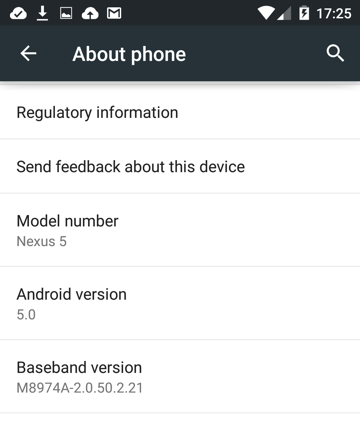 17:25
About phone
Regulatory information
Send feedback about this device
Model number
Nexus 5
Android version
5.0
Baseband version
M8974A-2.0.50.2.21